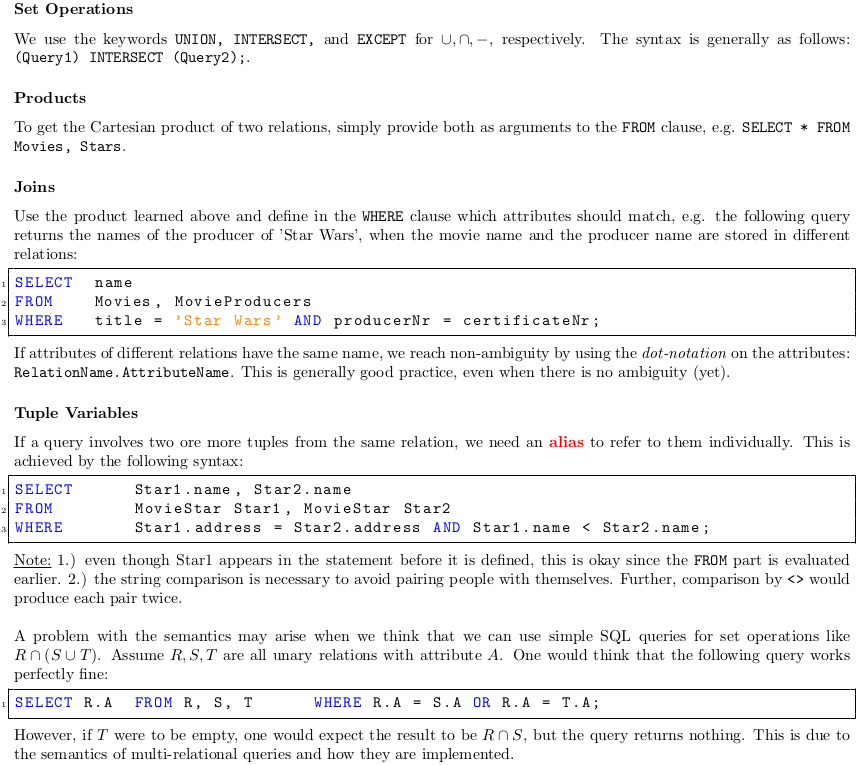 Set Operations
We use the keywords UNION, INTERSECT, and EXCEPT for ∪, ∩, −, respectively. The syntax is generally as follows:
(Query1) INTERSECT (Query2);.
Products
To get the Cartesian product of two relations, simply provide both as arguments to the FROM clause, e.g. SELECT * FROM
Movies, Stars.
Joins
Use the product learned above and define in the WHERE clause which attributes should match, e.g. the following query
returns the names of the producer of 'Star Wars', when the movie name and the producer name are stored in different
relations:
1 SELECT name
2 FROM Movies, MovieProducers
3 WHERE title = 'Star Wars' AND producerNr = certificateNr;
If attributes of different relations have the same name, we reach non-ambiguity by using the dot-notation on the attributes:
RelationName.AttributeName. This is generally good practice, even when there is no ambiguity (yet).
Tuple Variables
If a query involves two ore more tuples from the same relation, we need an alias to refer to them individually. This is
achieved by the following syntax:
1 SELECT Star1.name, Star2.name
2 FROM MovieStar Star1, MovieStar Star2
3 WHERE Star1.address = Star2.address AND Star1.name < Star2.name;
Note: 1.) even though Star1 appears in the statement before it is defined, this is okay since the FROM part is evaluated
earlier. 2.) the string comparison is necessary to avoid pairing people with themselves. Further, comparison by <> would
produce each pair twice.
A problem with the semantics may arise when we think that we can use simple SQL queries for set operations like
R ∩ (S ∪ T). Assume R, S, T are all unary relations with attribute A. One would think that the following query works
perfectly fine:
1 SELECT R.A FROM R, S, T WHERE R.A = S.A OR R.A = T.A;
However, if T were to be empty, one would expect the result to be R ∩ S, but the query returns nothing. This is due to
the semantics of multi-relational queries and how they are implemented.